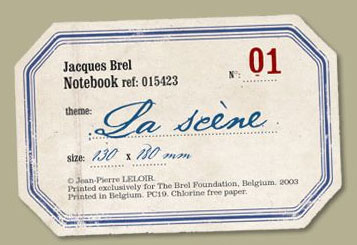 Jacques Brel
Notebook ref: 015423
N°: 01
theme: La scène
size: 130 x 180 mm
© Jean-Pierre LELOIR.
Printed exclusively for The Brel Foundation, Belgium. 2003
Printed in Belgium. PC19. Chlorine free paper.